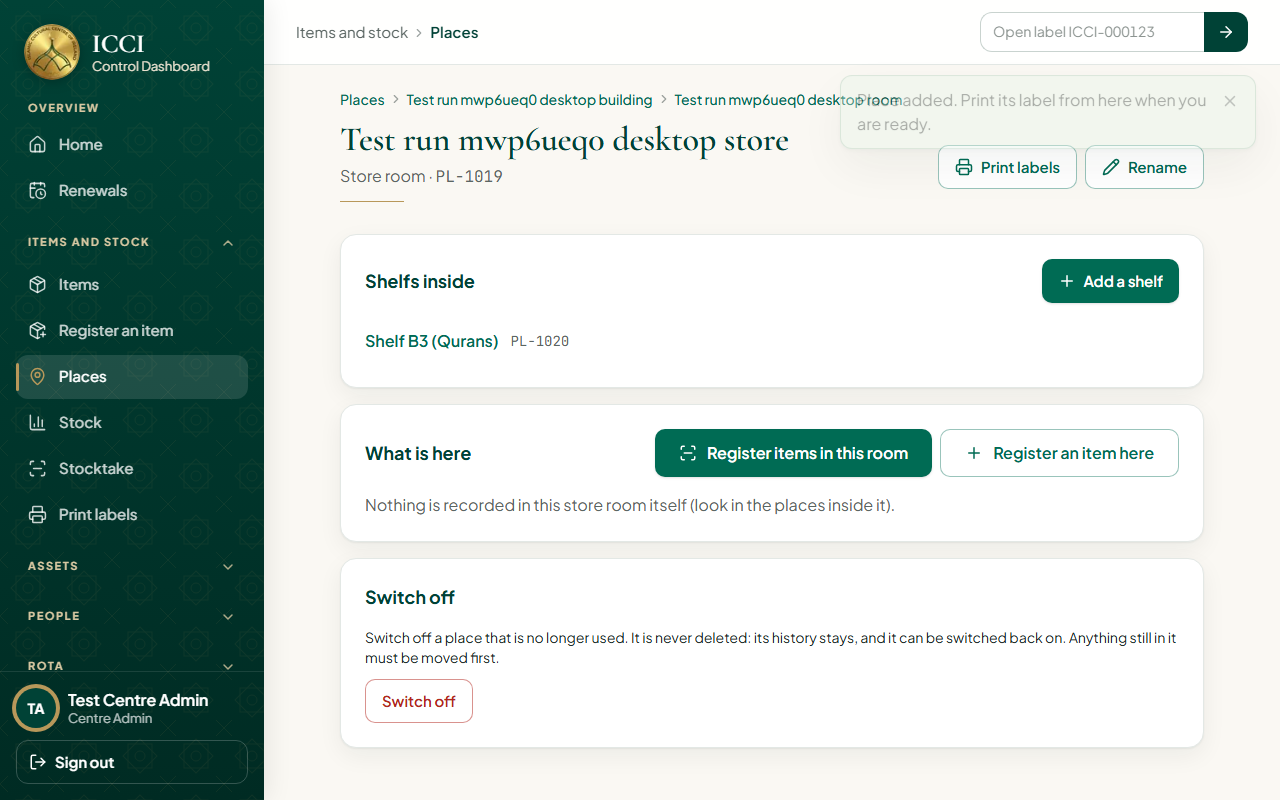 ICCI
Control Dashboard
OVERVIEW
Home
Renewals
ITEMS AND STOCK
Items
Register an item
Places
Stock
Stocktake
Print labels
ASSETS
PEOPLE
ROTA
TA
Test Centre Admin
Centre Admin
Sign out
Items and stock > Places
Open label ICCI-000123
Places > Test run mwp6ueq0 desktop building > Test run mwp6ueq0 desktop room
Place added. Print its label from here when you
are ready.
Test run mwp6ueq0 desktop store
Store room · PL-1019
Print labels
Rename
Shelfs inside
Add a shelf
Shelf B3 (Qurans) PL-1020
What is here
Register items in this room
Register an item here
Nothing is recorded in this store room itself (look in the places inside it).
Switch off
Switch off a place that is no longer used. It is never deleted: its history stays, and it can be switched back on. Anything still in it
must be moved first.
Switch off